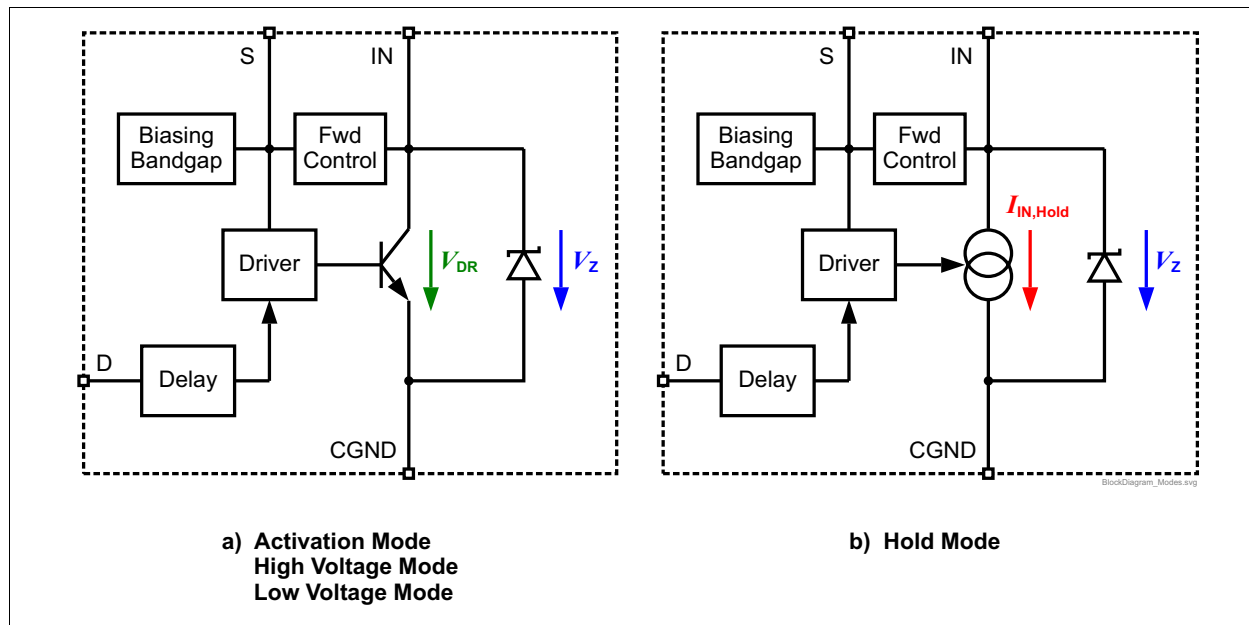 S
IN
Biasing
Bandgap
Fwd
Control
Driver
VDR
VZ
D
Delay
CGND
a) Activation Mode
High Voltage Mode
Low Voltage Mode
S
IN
Biasing
Bandgap
Fwd
Control
IIN,Hold
Driver
VZ
D
Delay
CGND
BlockDiagram_Modes.svg
b) Hold Mode